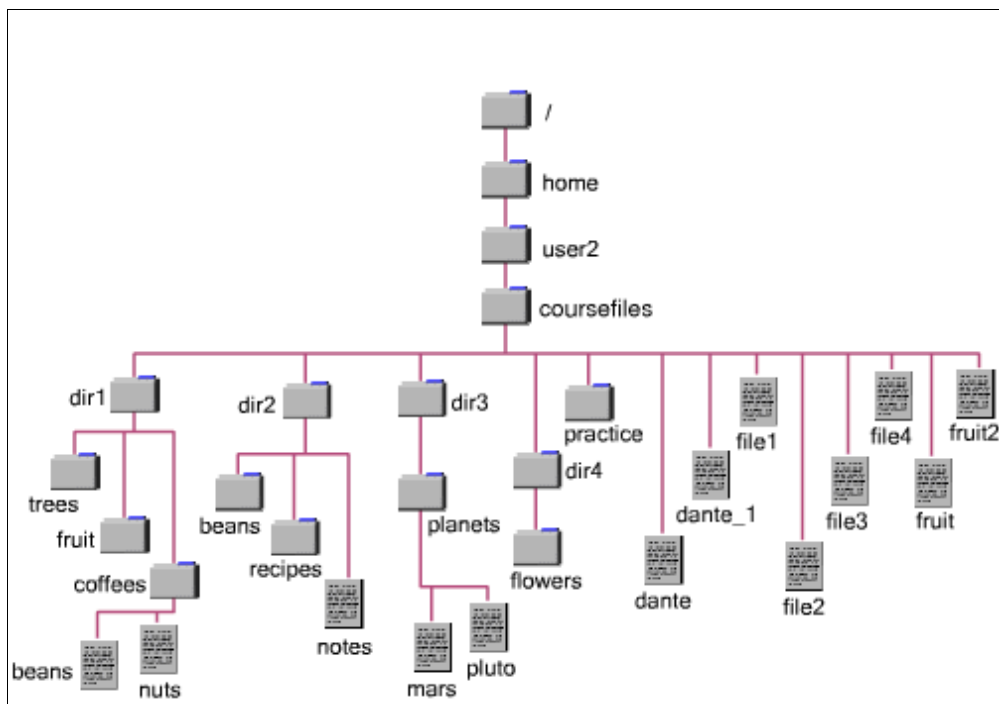 /
home
user2
coursefiles
dir1
dir2
dir3
practice
file1
file4
fruit2
trees
fruit
coffees
beans
nuts
beans
recipes
notes
planets
mars
pluto
dir4
flowers
dante
dante_1
file2
file3
fruit